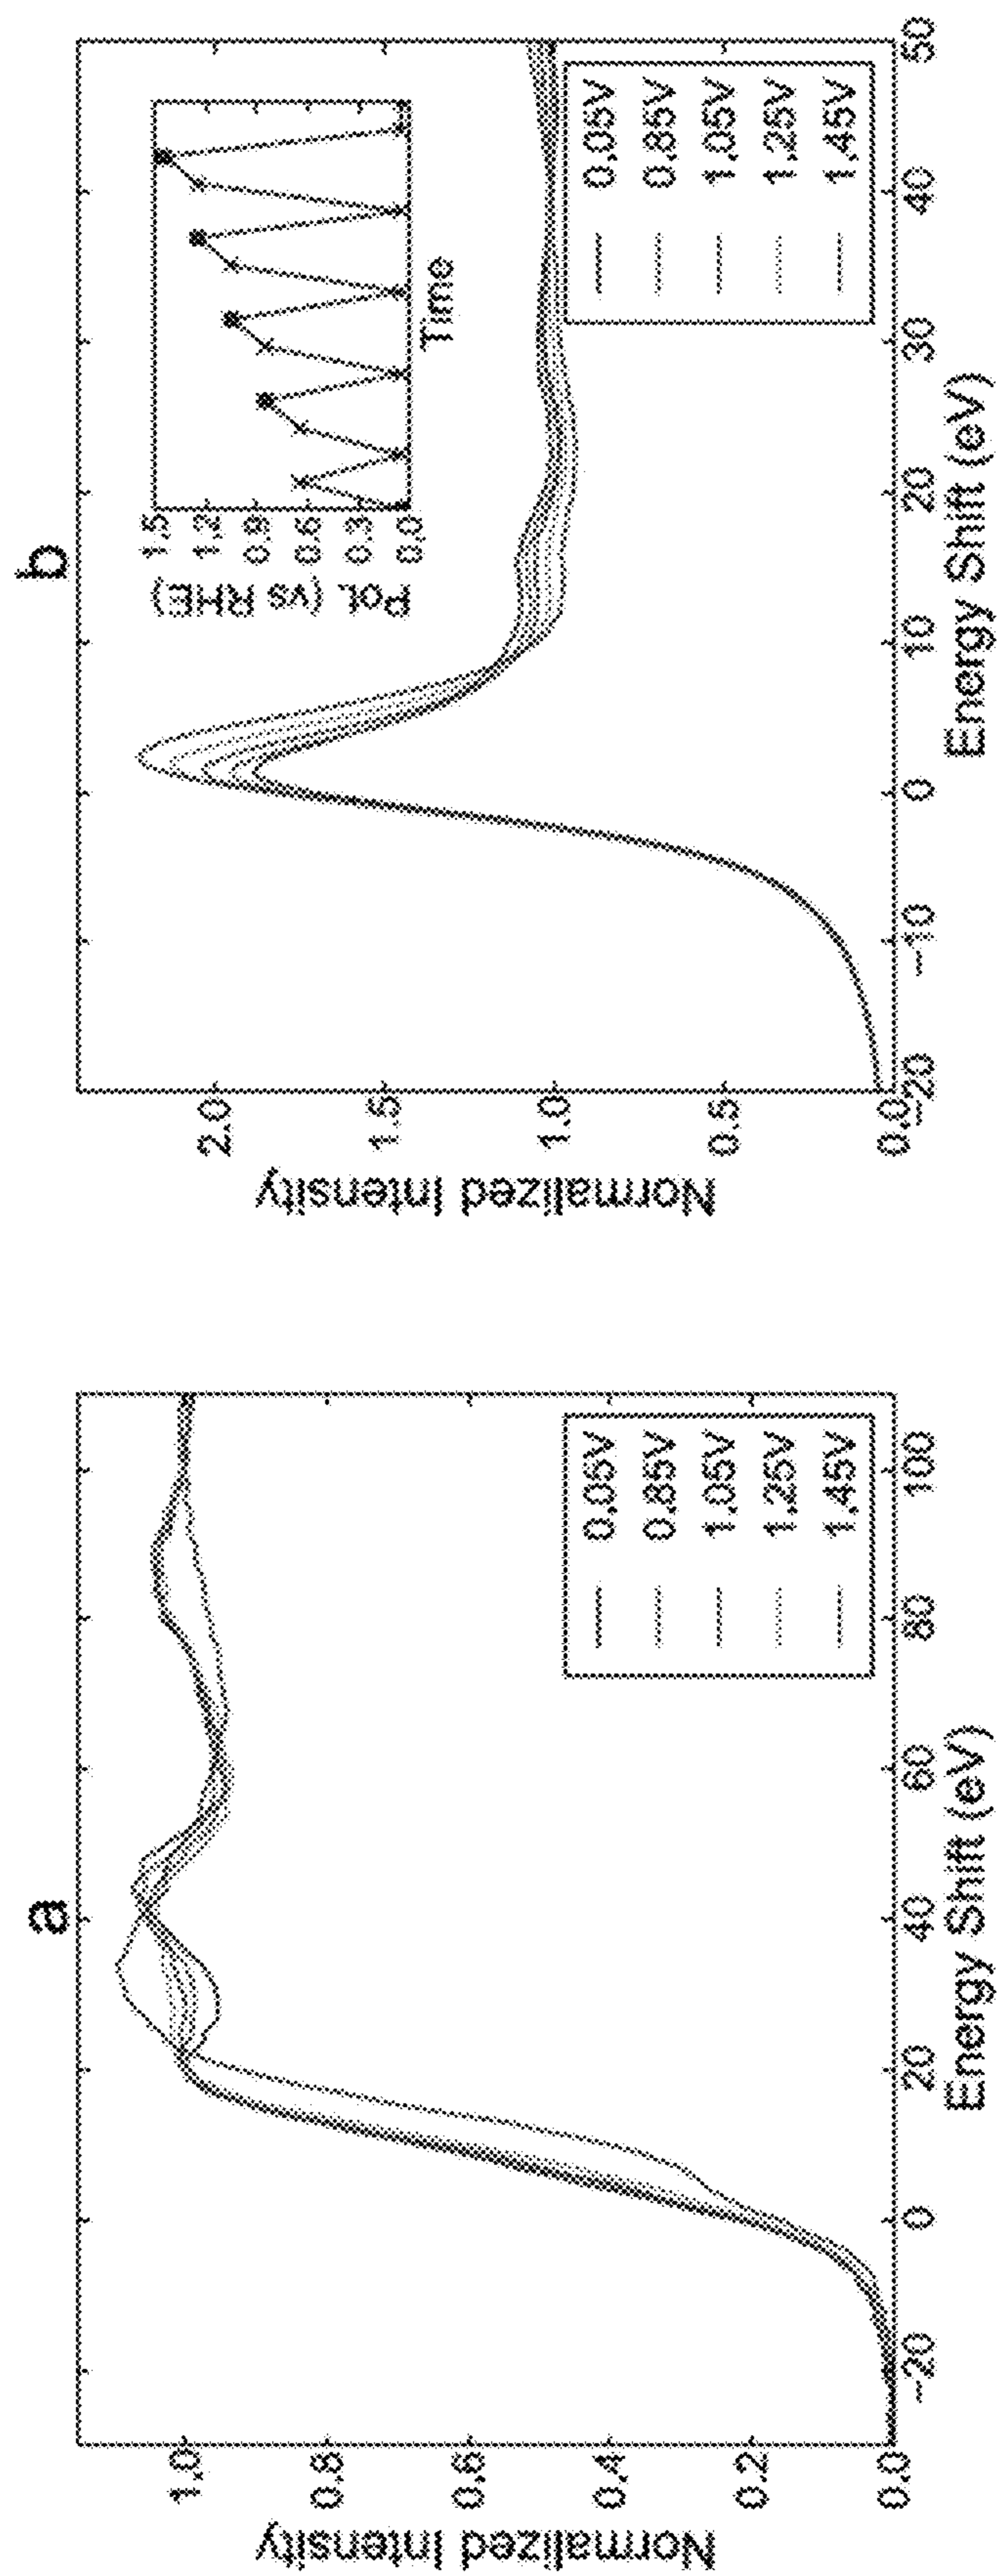 a
Normalized Intensity
1.0
0.8
0.6
0.4
0.2
0.0
0.05V
0.85V
1.05V
1.25V
1.45V
−20
0
20
40
60
80
100
Energy Shift (eV)
b
Normalized Intensity
2.0
1.5
1.0
0.5
0.0
Pot. (vs RHE)
1.5
1.2
0.9
0.6
0.3
0.0
Time
0.05V
0.85V
1.05V
1.25V
1.45V
−20
−10
0
10
20
30
40
50
Energy Shift (eV)